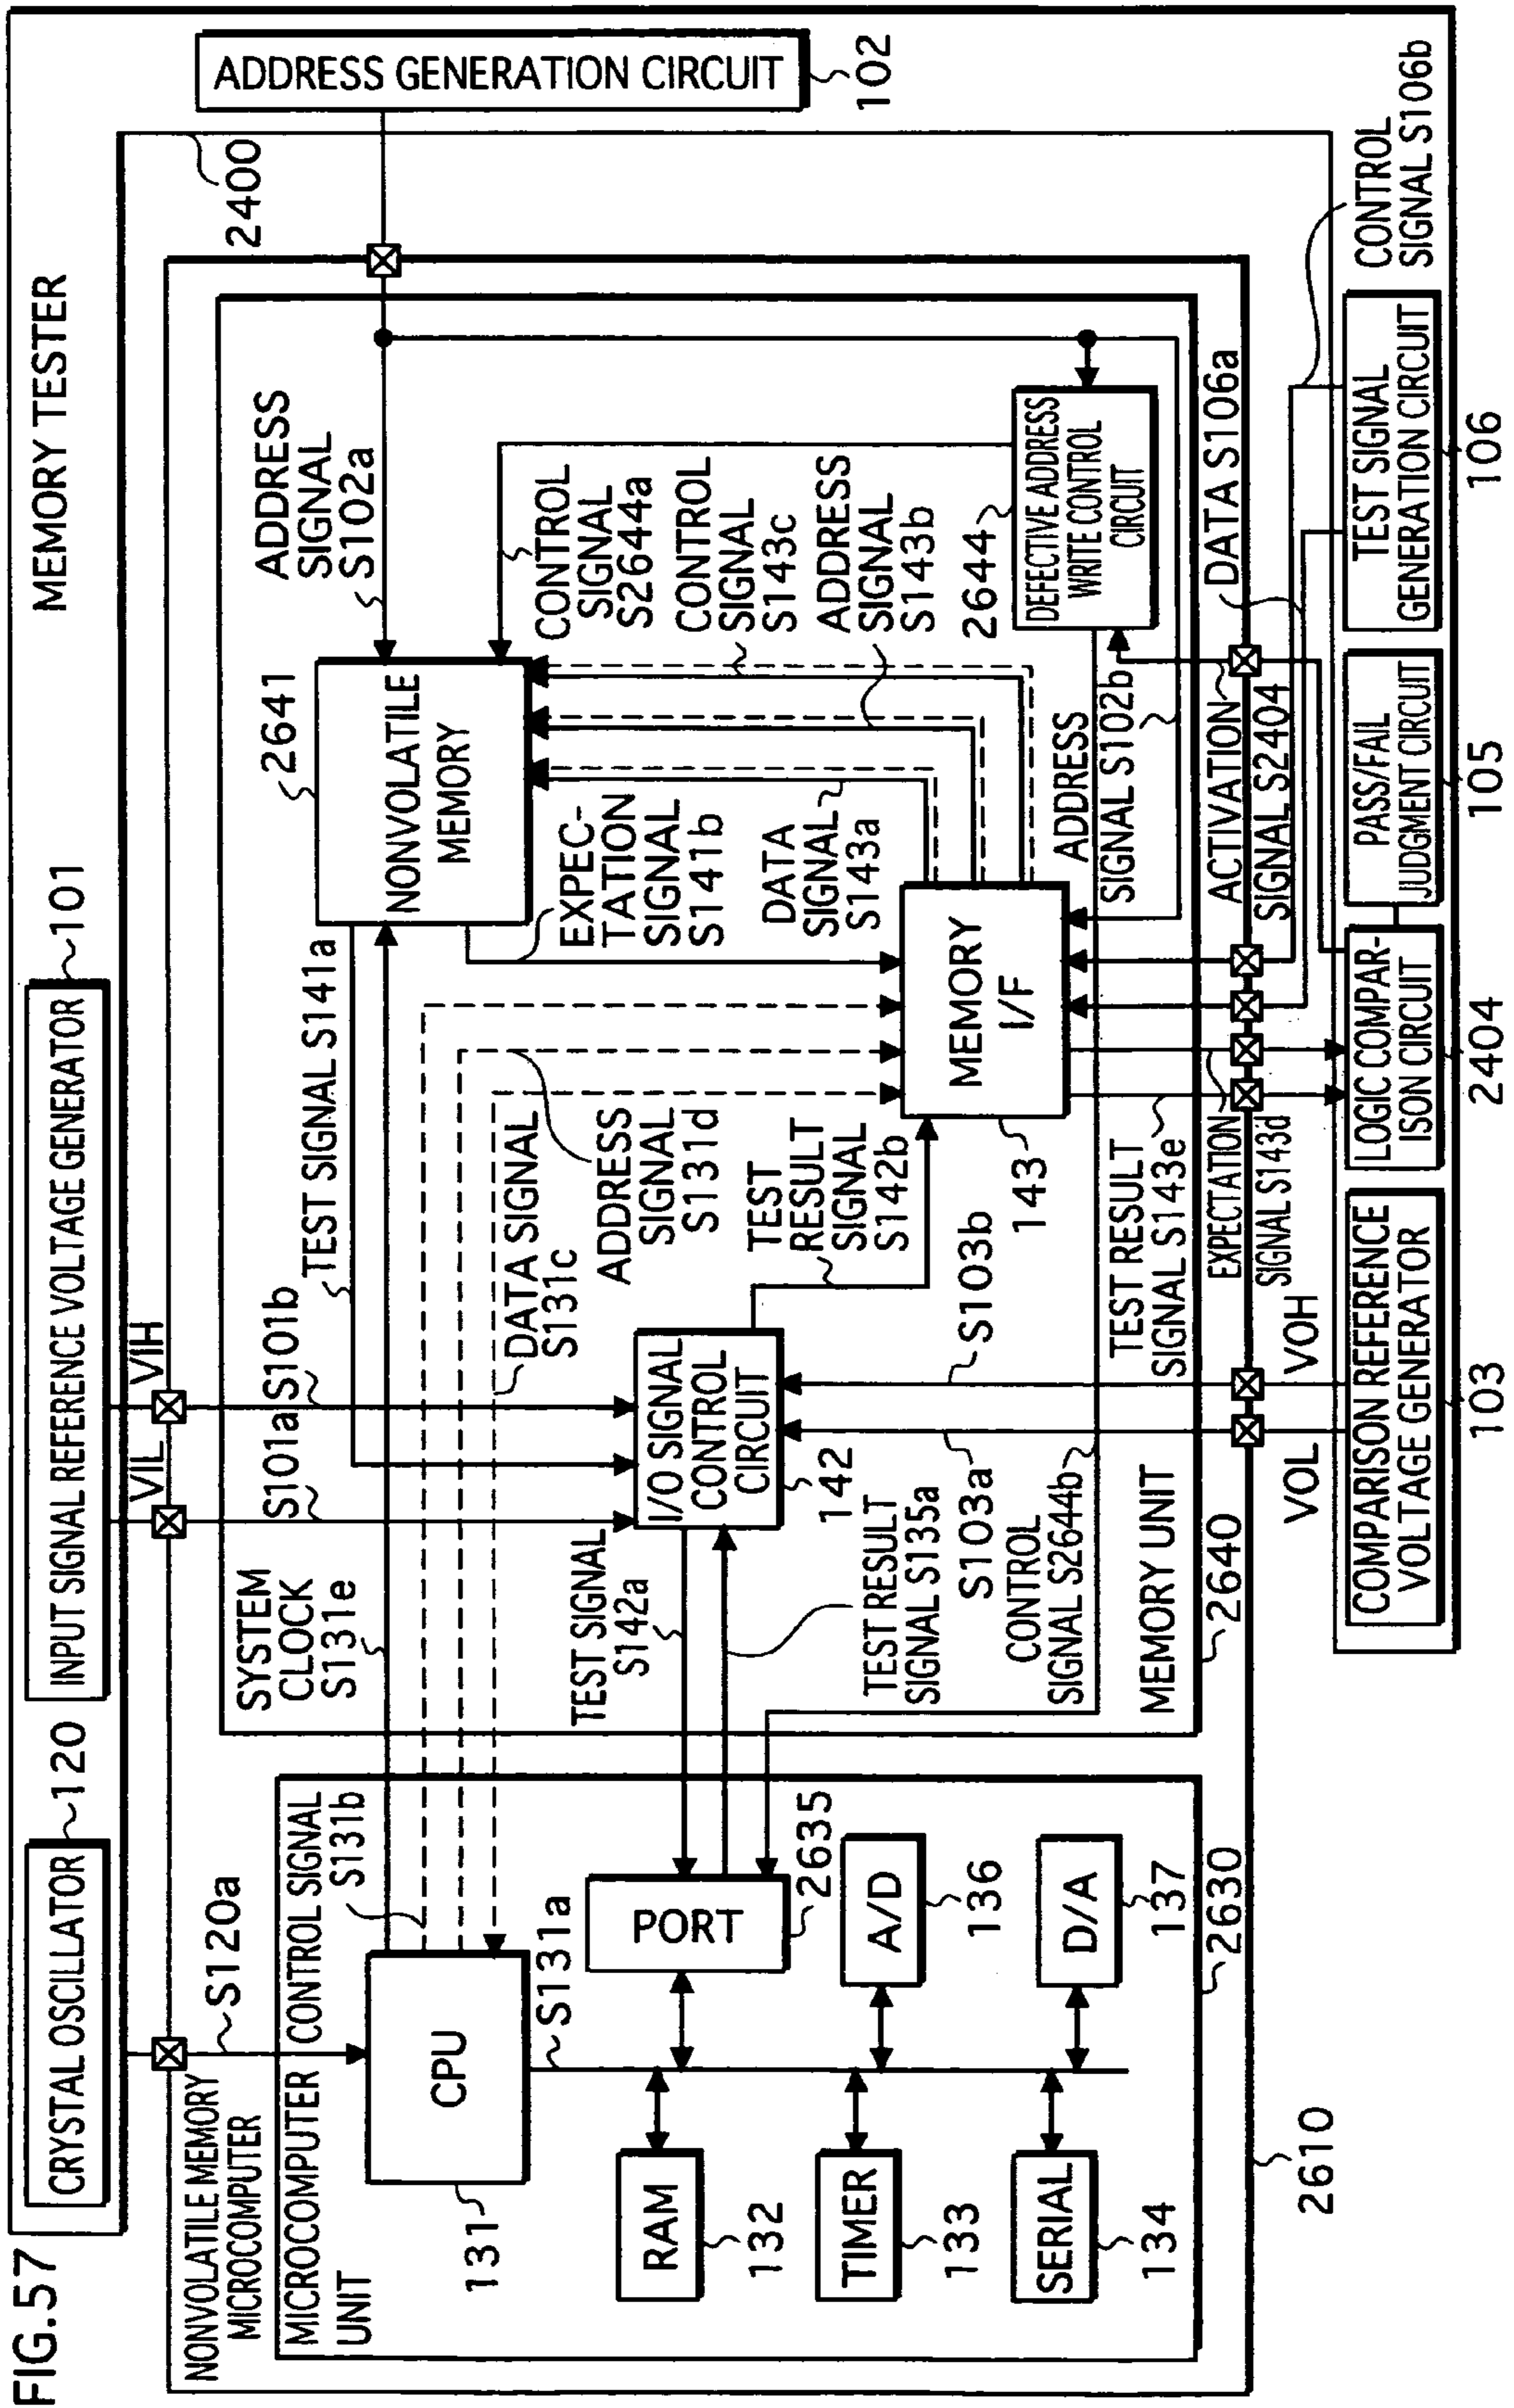 FIG.57
MEMORY TESTER
CRYSTAL OSCILLATOR
120
INPUT SIGNAL REFERENCE VOLTAGE GENERATOR
101
ADDRESS GENERATION CIRCUIT
102
2400
S120a
VIL
VIH
NONVOLATILE MEMORY
MICROCOMPUTER
MICROCOMPUTER
UNIT
CONTROL SIGNAL
S131b
CPU
131
S131a
RAM
132
TIMER
133
SERIAL
134
PORT
2635
A/D
136
D/A
137
2630
2610
SYSTEM
CLOCK
S131e
S101a
S101b
TEST SIGNAL S141a
2641
NONVOLATILE
MEMORY
ADDRESS
SIGNAL
S102a
DATA SIGNAL
S131c
ADDRESS
SIGNAL
S131d
EXPEC-
TATION
SIGNAL
S141b
CONTROL
SIGNAL
S2644a
CONTROL
SIGNAL
S143c
ADDRESS
SIGNAL
S143b
DATA
SIGNAL
S143a
TEST SIGNAL
S142a
I/O SIGNAL
CONTROL
CIRCUIT
142
TEST
RESULT
SIGNAL
S142b
MEMORY
I/F
143
2644
DEFECTIVE ADDRESS
WRITE CONTROL
CIRCUIT
TEST RESULT
SIGNAL S135a
S103a
S103b
CONTROL
SIGNAL S2644b
ADDRESS
SIGNAL S102b
MEMORY UNIT
2640
TEST RESULT
SIGNAL S143e
EXPECTATION
SIGNAL S143d
ACTIVATION
SIGNAL S2404
DATA S106a
VOL
VOH
COMPARISON REFERENCE
VOLTAGE GENERATOR
103
LOGIC COMPAR-
ISON CIRCUIT
2404
PASS/FAIL
JUDGMENT CIRCUIT
105
TEST SIGNAL
GENERATION CIRCUIT
106
CONTROL
SIGNAL S106b